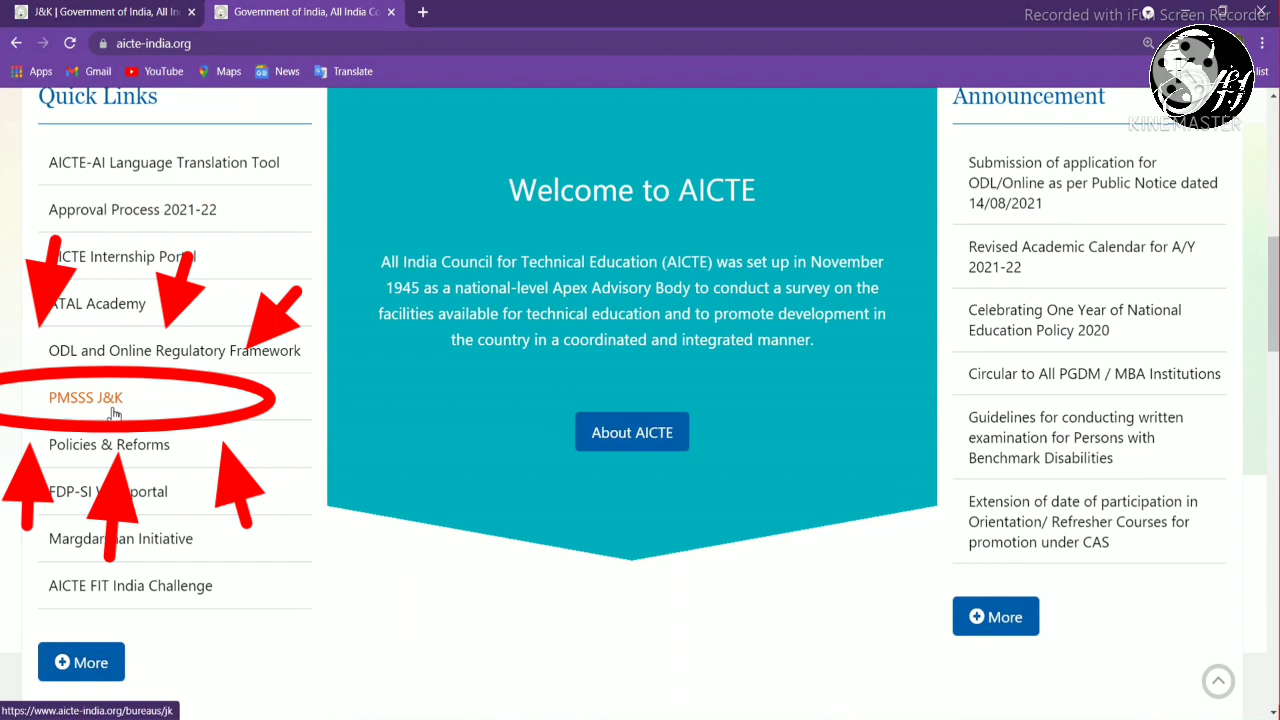 J&K | Government of India, All In
Government of India, All India Co
Recorded with iFun Screen Recorder
aicte-india.org
Apps
Gmail
YouTube
Maps
News
Translate
list
KINEMASTER
Quick Links
AICTE-AI Language Translation Tool
Approval Process 2021-22
AICTE Internship Portal
ATAL Academy
ODL and Online Regulatory Framework
PMSSS J&K
Policies & Reforms
FDP-SI portal
Margdarshan Initiative
AICTE FIT India Challenge
More
Welcome to AICTE
All India Council for Technical Education (AICTE) was set up in November
1945 as a national-level Apex Advisory Body to conduct a survey on the
facilities available for technical education and to promote development in
the country in a coordinated and integrated manner.
About AICTE
Announcement
Submission of application for
ODL/Online as per Public Notice dated
14/08/2021
Revised Academic Calendar for A/Y
2021-22
Celebrating One Year of National
Education Policy 2020
Circular to All PGDM / MBA Institutions
Guidelines for conducting written
examination for Persons with
Benchmark Disabilities
Extension of date of participation in
Orientation/ Refresher Courses for
promotion under CAS
More
https://www.aicte-india.org/bureaus/jk